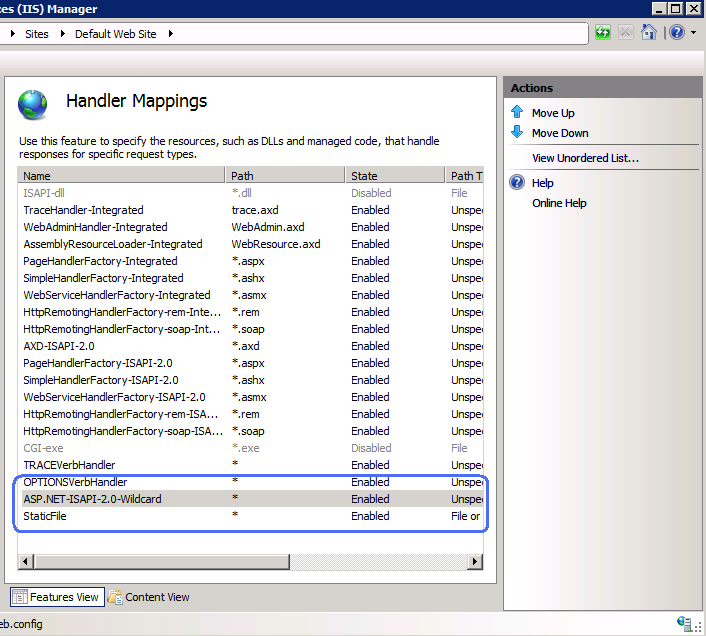 ces (IIS) Manager
Sites Default Web Site
Handler Mappings
Use this feature to specify the resources, such as DLLs and managed code, that handle
responses for specific request types.
Name Path State Path T
ISAPI-dll *.dll Disabled File
TraceHandler-Integrated trace.axd Enabled Unspe
WebAdminHandler-Integrated WebAdmin.axd Enabled Unspe
AssemblyResourceLoader-Integrated WebResource.axd Enabled Unspe
PageHandlerFactory-Integrated *.aspx Enabled Unspe
SimpleHandlerFactory-Integrated *.ashx Enabled Unspe
WebServiceHandlerFactory-Integrated *.asmx Enabled Unspe
HttpRemotingHandlerFactory-rem-Inte... *.rem Enabled Unspe
HttpRemotingHandlerFactory-soap-Int... *.soap Enabled Unspe
AXD-ISAPI-2.0 *.axd Enabled Unspe
PageHandlerFactory-ISAPI-2.0 *.aspx Enabled Unspe
SimpleHandlerFactory-ISAPI-2.0 *.ashx Enabled Unspe
WebServiceHandlerFactory-ISAPI-2.0 *.asmx Enabled Unspe
HttpRemotingHandlerFactory-rem-ISA... *.rem Enabled Unspe
HttpRemotingHandlerFactory-soap-ISA... *.soap Enabled Unspe
CGI-exe *.exe Disabled File
TRACEVerbHandler * Enabled Unspe
OPTIONSVerbHandler * Enabled Unspe
ASP.NET-ISAPI-2.0-Wildcard * Enabled Unspe
StaticFile * Enabled File or
Features View Content View
eb.config
Actions
Move Up
Move Down
View Unordered List...
Help
Online Help